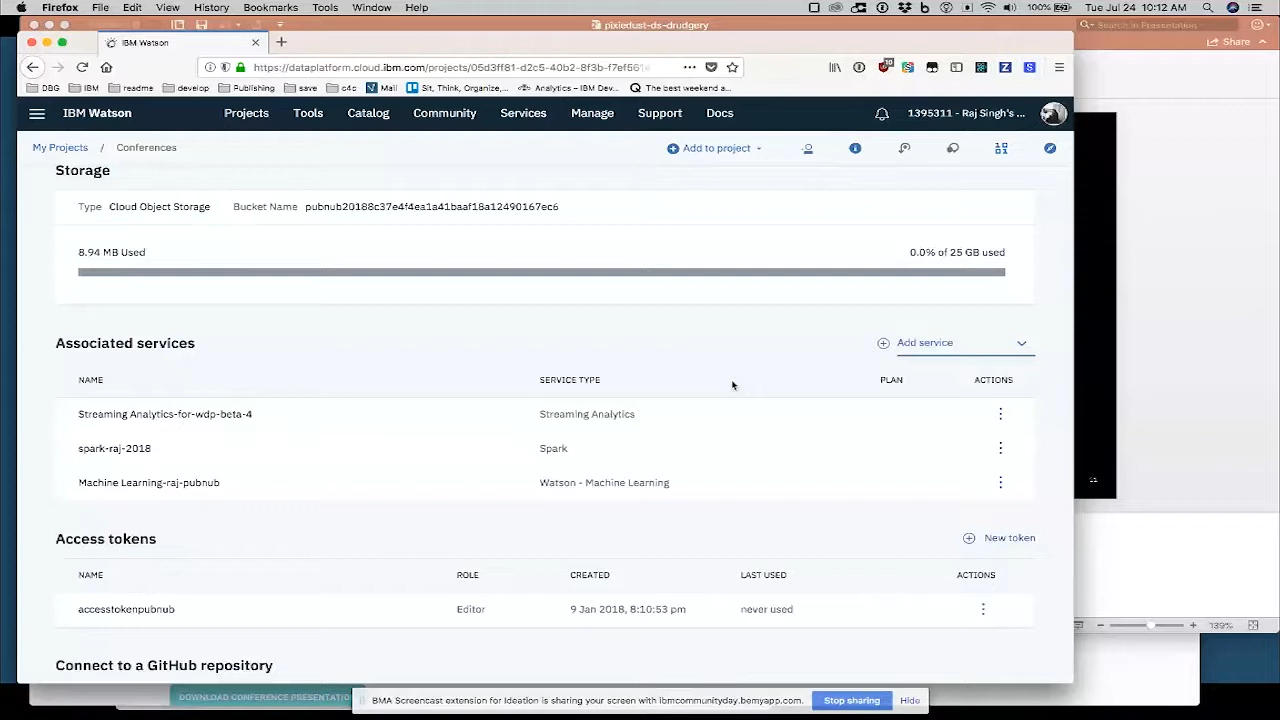 Firefox File Edit View History Bookmarks Tools Window Help 100% Tue Jul 24 10:12 AM
pixiedust-ds-drudgery
Search in Presentation
IBM Watson
Share
https://dataplatform.cloud.ibm.com/projects/05d3ff81-d2c5-40b2-8f3b-f7ef561
DBG IBM readme develop Publishing save c4c Mail Sit, Think, Organize,... Analytics – IBM Dev... The best weekend a...
IBM Watson Projects Tools Catalog Community Services Manage Support Docs 1395311 - Raj Singh's ...
My Projects / Conferences Add to project
Storage
Type Cloud Object Storage Bucket Name pubnub20188c37e4f4ea1a41baaf18a12490167ec6
8.94 MB Used 0.0% of 25 GB used
Associated services Add service
NAME SERVICE TYPE PLAN ACTIONS
Streaming Analytics-for-wdp-beta-4 Streaming Analytics
spark-raj-2018 Spark
Machine Learning-raj-pubnub Watson - Machine Learning
Access tokens New token
NAME ROLE CREATED LAST USED ACTIONS
accesstokenpubnub Editor 9 Jan 2018, 8:10:53 pm never used
139%
Connect to a GitHub repository
DOWNLOAD CONFERENCE PRESENTATIO
BMA Screencast extension for Ideation is sharing your screen with ibmcommunityday.bemyapp.com. Stop sharing Hide